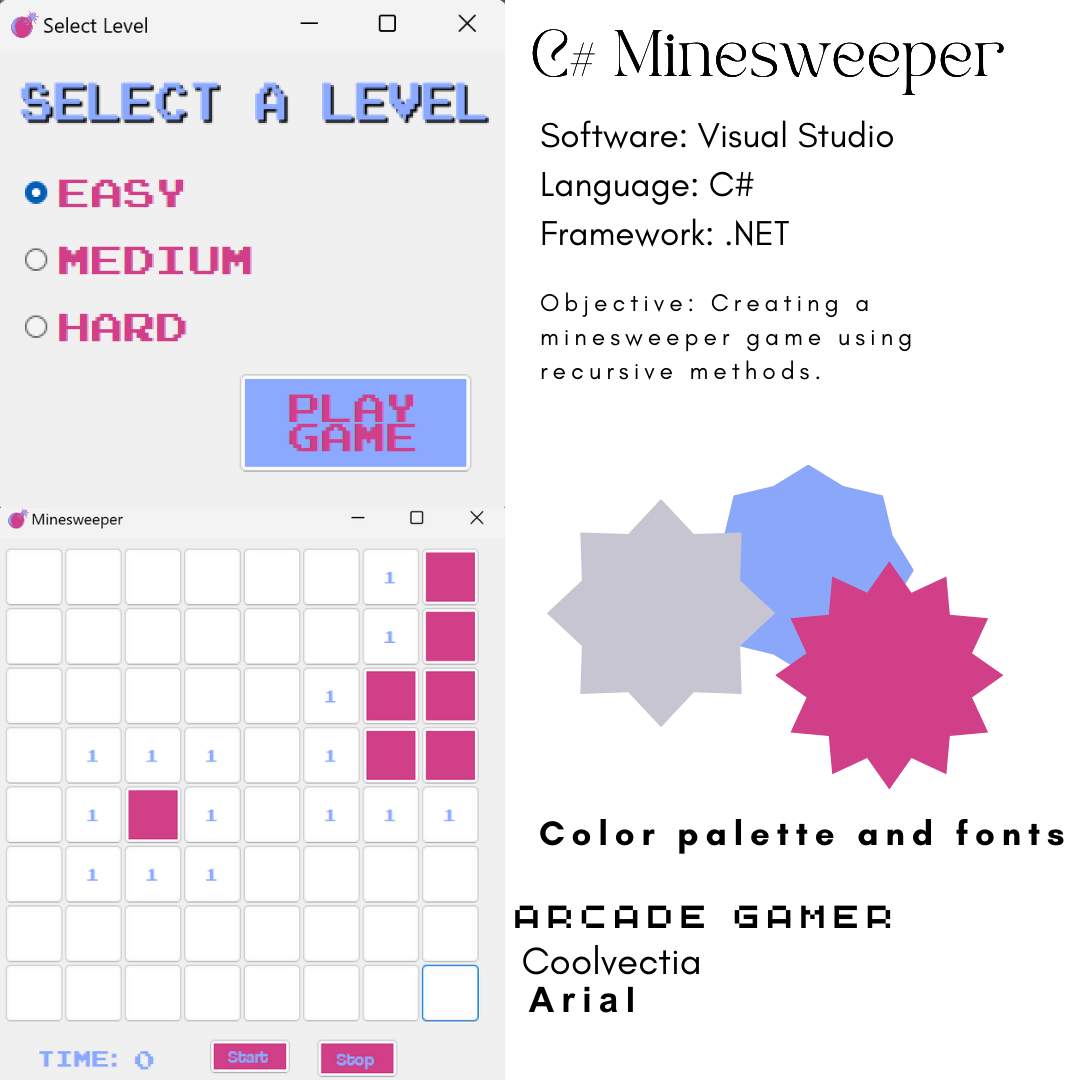 Select Level
SELECT A LEVEL
EASY
MEDIUM
HARD
PLAY
GAME
Minesweeper
1
1
1
1 1 1 1
1 1 1 1 1
1 1 1
TIME: 0 Start Stop
C# Minesweeper
Software: Visual Studio
Language: C#
Framework: .NET
Objective: Creating a
minesweeper game using
recursive methods.
Color palette and fonts
ARCADE GAMER
Coolvectia
Arial